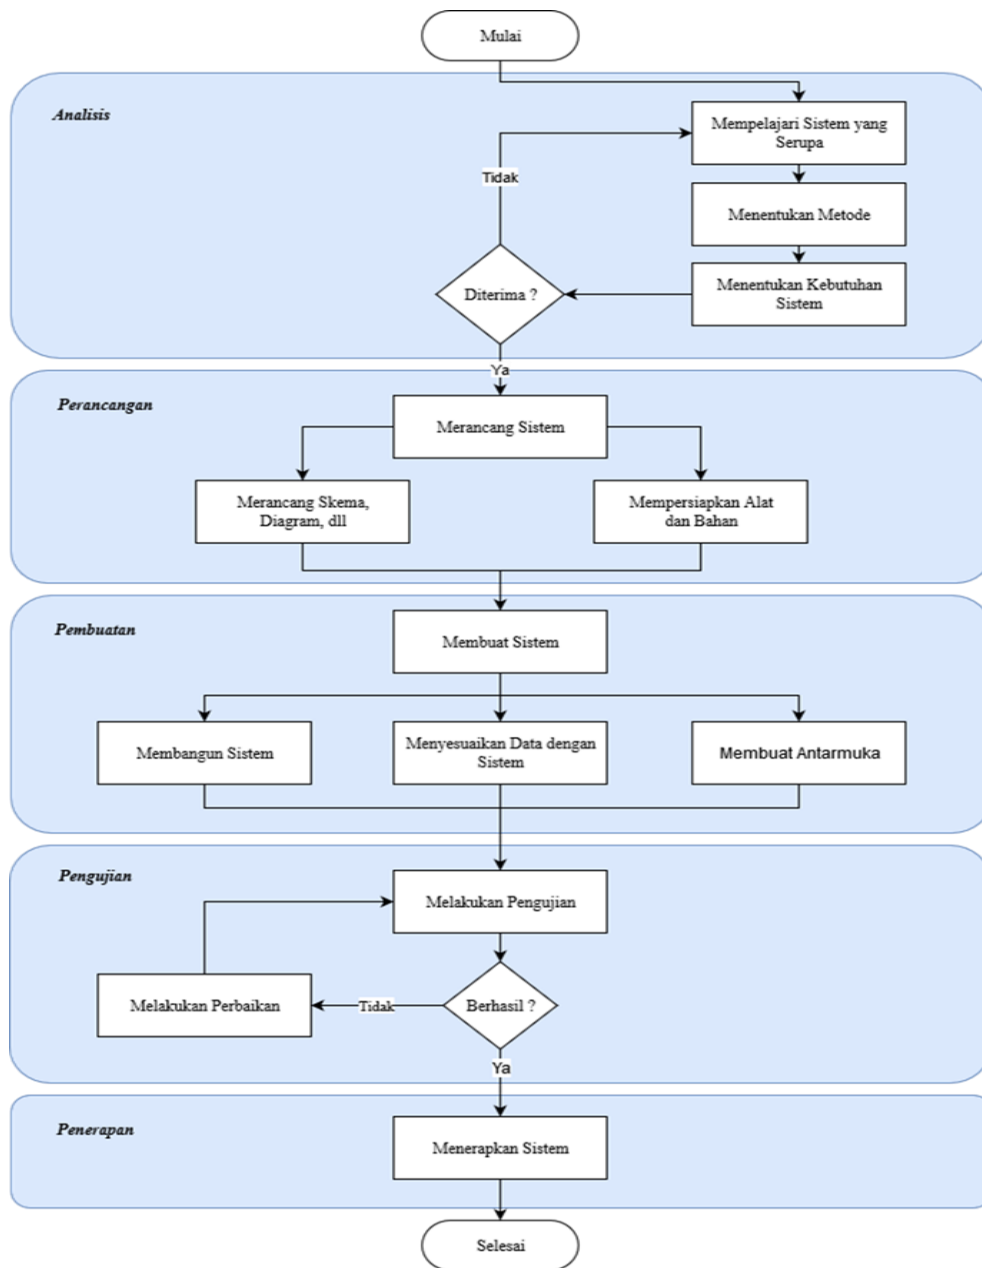 Mulai
Analisis
Mempelajari Sistem yang
Serupa
Tidak
Menentukan Metode
Diterima ?
Menentukan Kebutuhan
Sistem
Ya
Perancangan
Merancang Sistem
Merancang Skema,
Diagram, dll
Mempersiapkan Alat
dan Bahan
Pembuatan
Membuat Sistem
Membangun Sistem
Menyesuaikan Data dengan
Sistem
Membuat Antarmuka
Pengujian
Melakukan Pengujian
Melakukan Perbaikan
Tidak
Berhasil ?
Ya
Penerapan
Menerapkan Sistem
Selesai